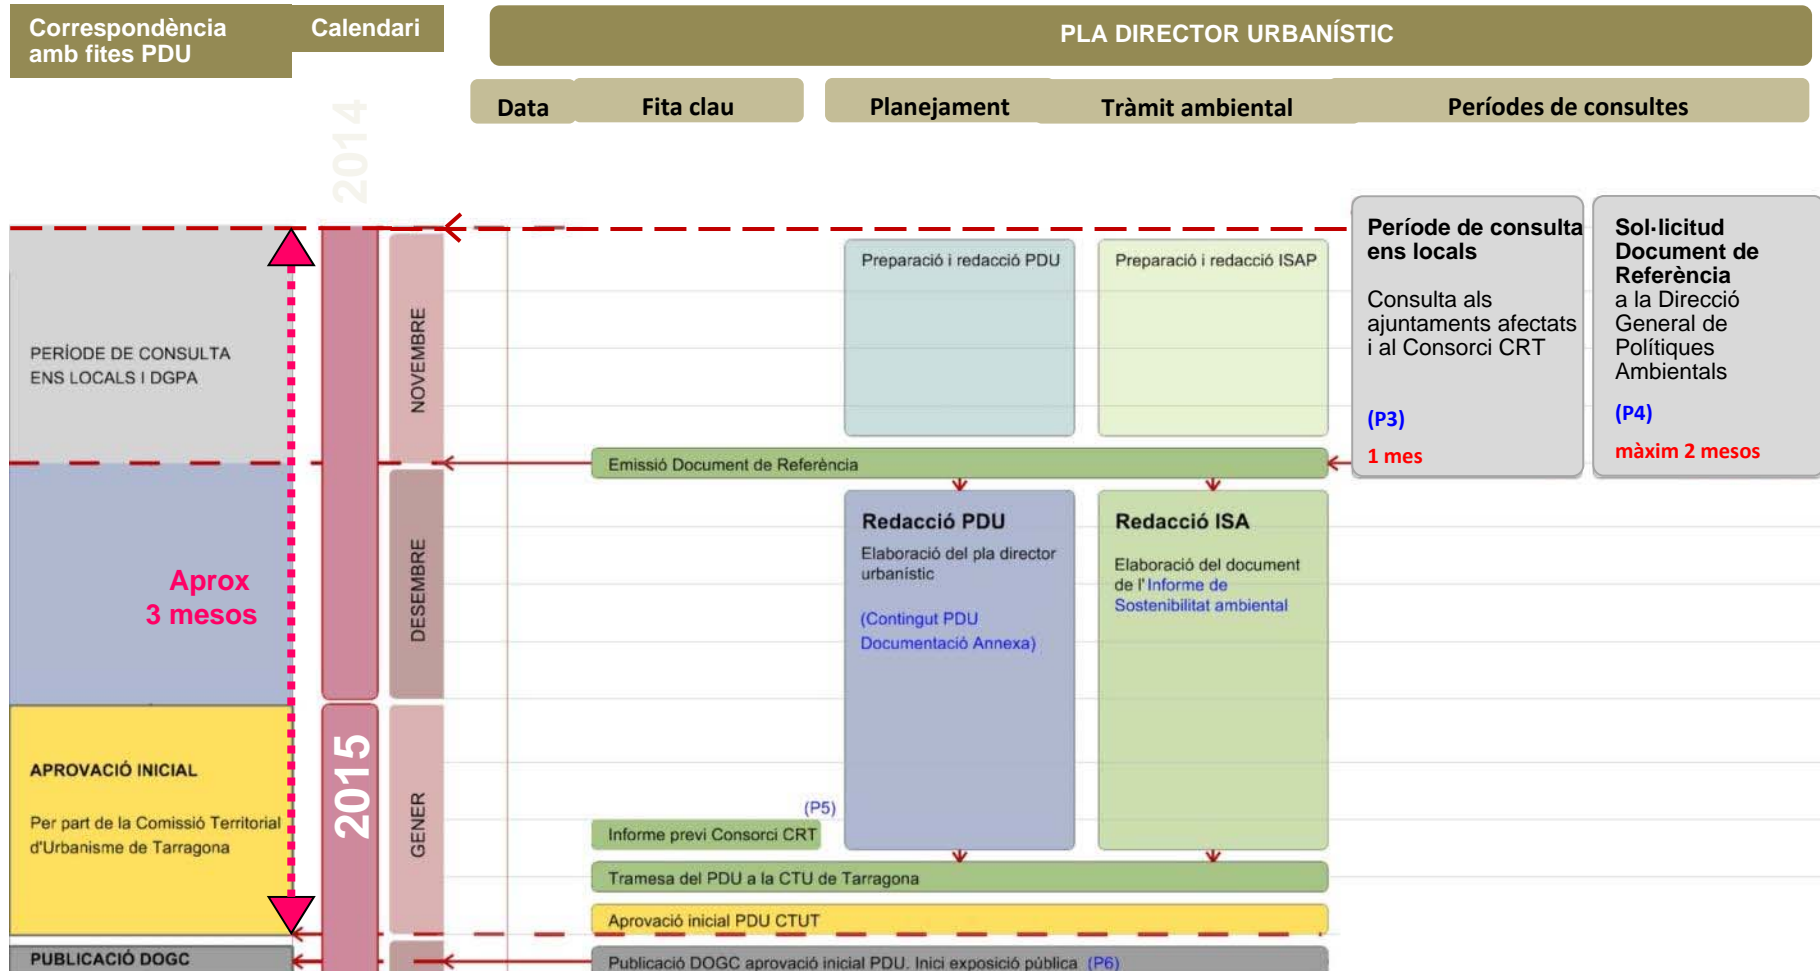 Correspondència
amb fites PDU
Calendari
PLA DIRECTOR URBANÍSTIC
Data
Fita clau
Planejament
Tràmit ambiental
Períodes de consultes
2014
PERÍODE DE CONSULTA
ENS LOCALS I DGPA
NOVEMBRE
Preparació i redacció PDU
Preparació i redacció ISAP
Període de consulta
ens locals
Consulta als
ajuntaments afectats
i al Consorci CRT
(P3)
1 mes
Sol·licitud
Document de
Referència
a la Direcció
General de
Polítiques
Ambientals
(P4)
màxim 2 mesos
Emissió Document de Referència
Aprox
3 mesos
DESEMBRE
Redacció PDU
Elaboració del pla director
urbanístic
(Contingut PDU
Documentació Annexa)
Redacció ISA
Elaboració del document
de l'Informe de
Sostenibilitat ambiental
APROVACIÓ INICIAL
Per part de la Comissió Territorial
d'Urbanisme de Tarragona
2015
GENER
(P5)
Informe previ Consorci CRT
Tramesa del PDU a la CTU de Tarragona
Aprovació inicial PDU CTUT
PUBLICACIÓ DOGC
Publicació DOGC aprovació inicial PDU. Inici exposició pública (P6)